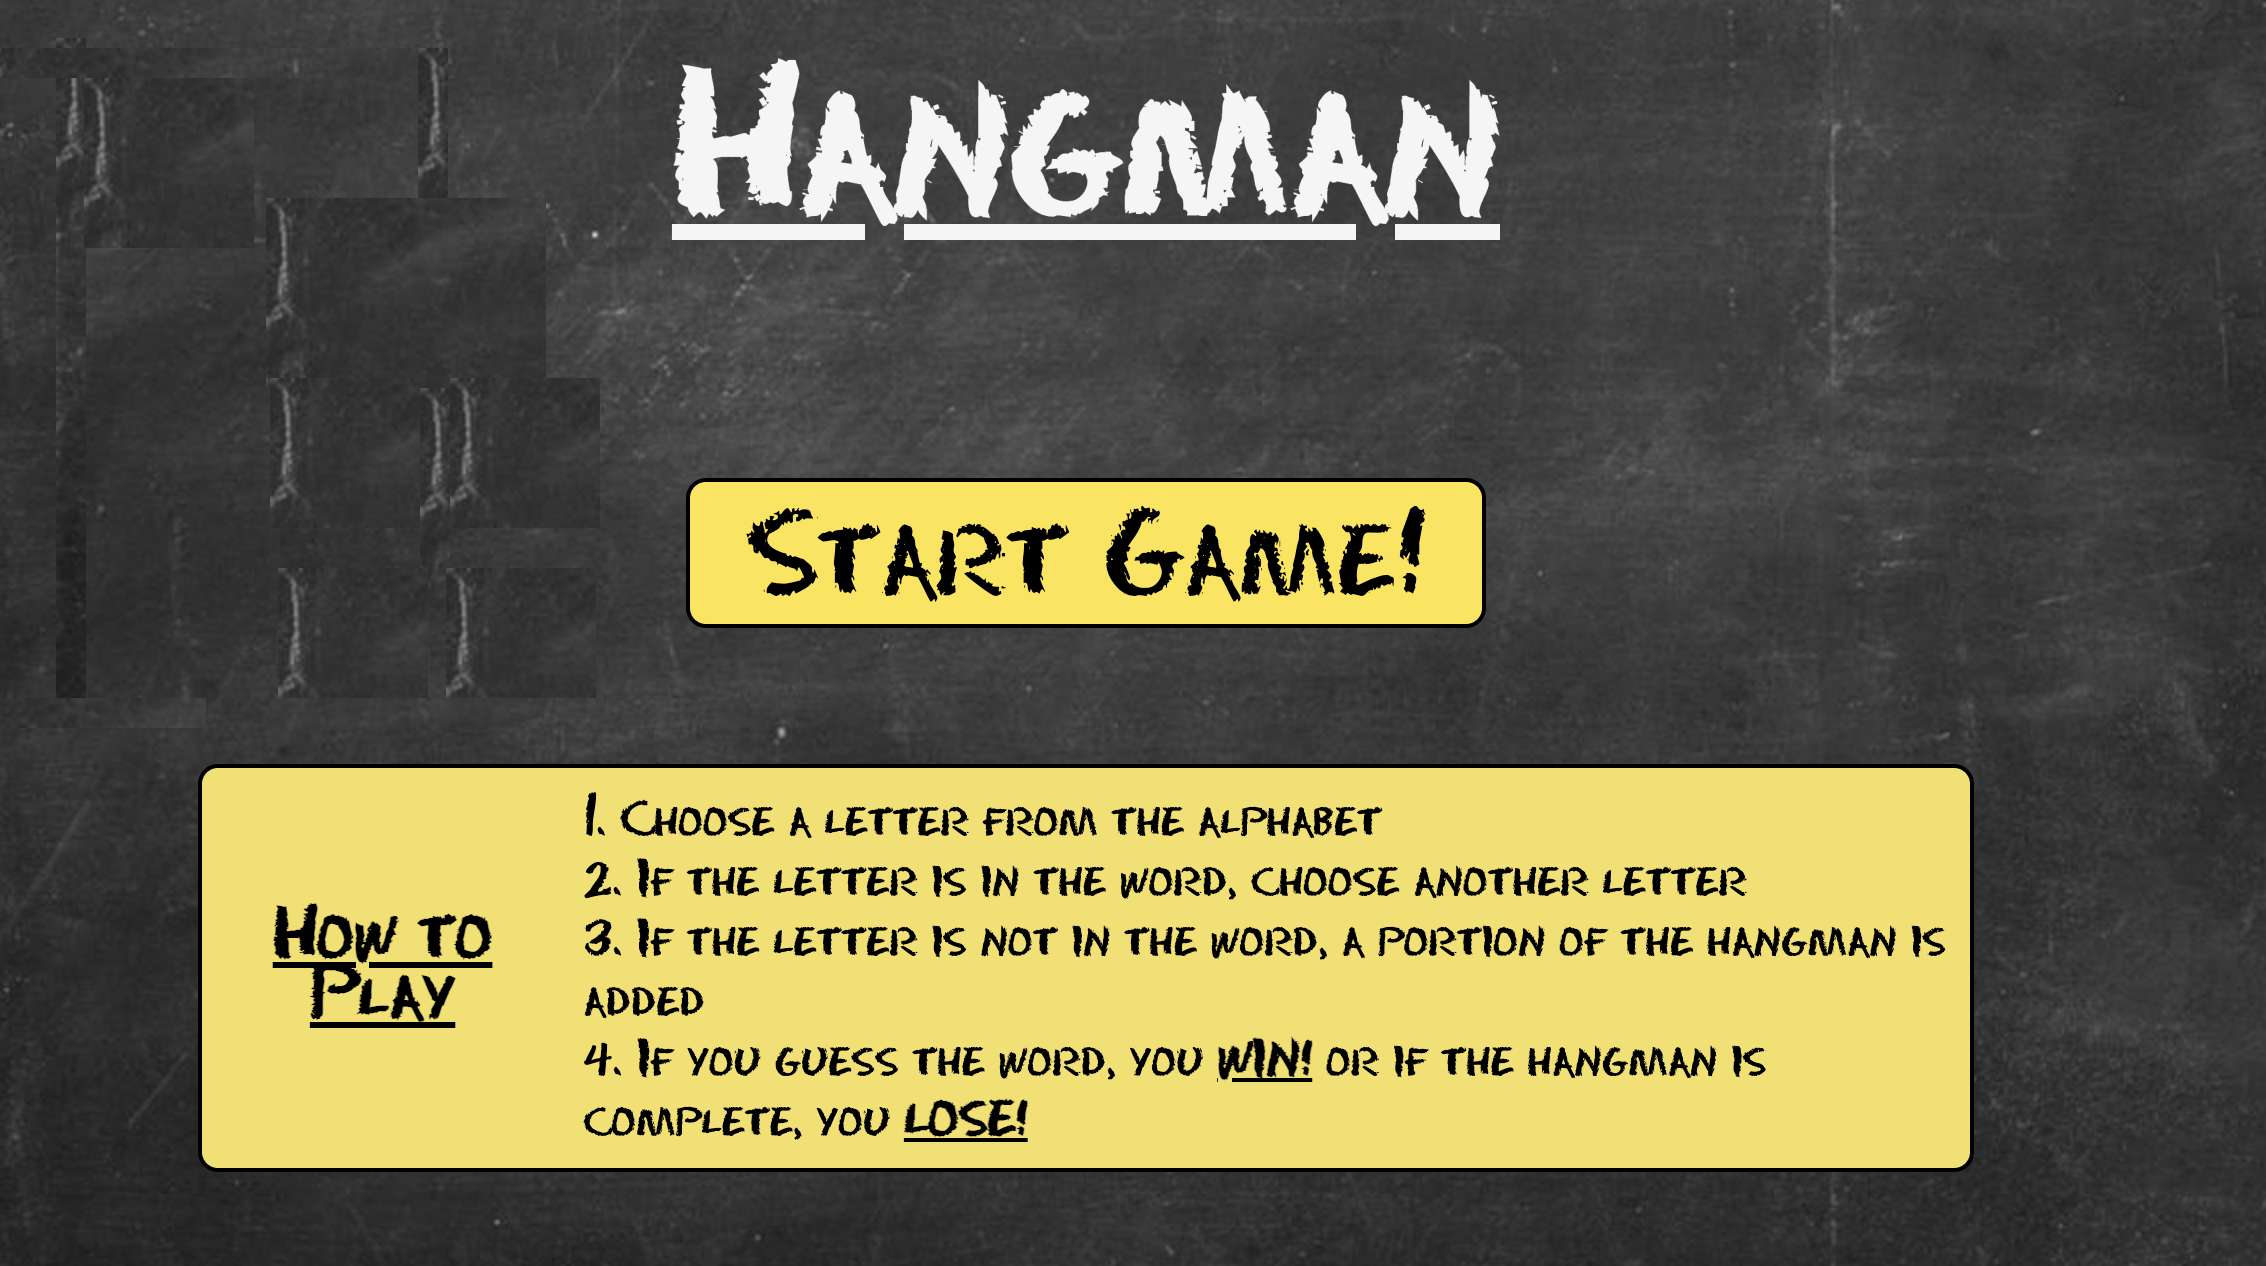 Hangman
Start Game!
How to
Play
1. Choose a letter from the alphabet
2. If the letter is in the word, choose another letter
3. If the letter is not in the word, a portion of the hangman is
added
4. If you guess the word, you WIN! or if the hangman is
complete, you LOSE!